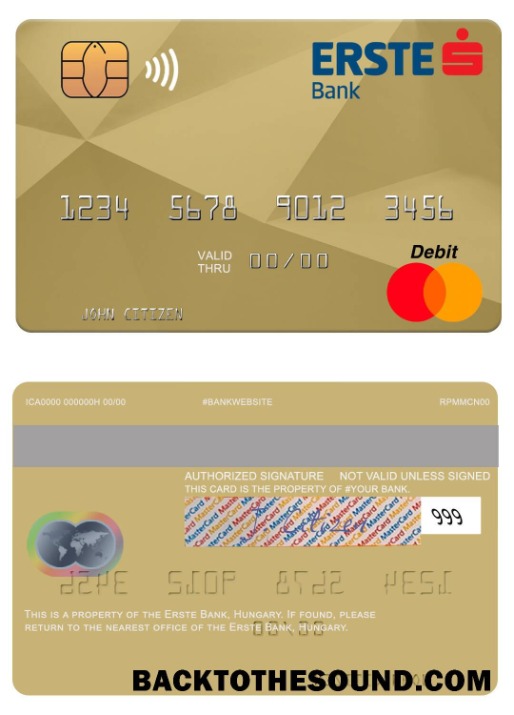 ERSTE
Bank
1234 5678 9012 3456
VALID THRU 00/00
Debit
JOHN CITIZEN
ICA0000 000000H 00/00 #BANKWEBSITE RPMMCN00
AUTHORIZED SIGNATURE NOT VALID UNLESS SIGNED
THIS CARD IS THE PROPERTY OF #YOUR BANK.
MasterCard MasterCard MasterCard
999
THIS IS A PROPERTY OF THE ERSTE BANK, HUNGARY. IF FOUND, PLEASE
RETURN TO THE NEAREST OFFICE OF THE ERSTE BANK, HUNGARY.
BACKTOTHESOUND.COM